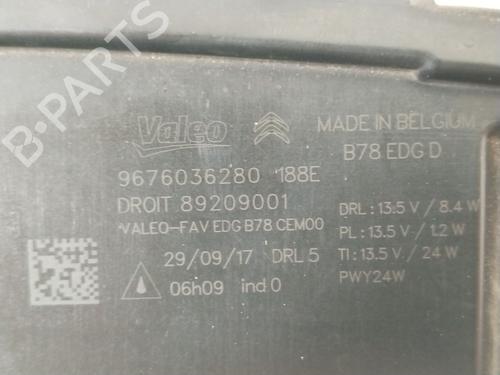 B-PARTS
Valeo
MADE IN BELGIUM
B78 EDG D
9676036280 188E
DROIT 89209001
VALEO-FAV EDG B78 CEM00
29/09/17 DRL 5
06h09 ind 0
DRL : 13.5 V / 8.4 W
PL : 13.5 V / 1.2 W
TI : 13.5 V / 24 W
PWY24W